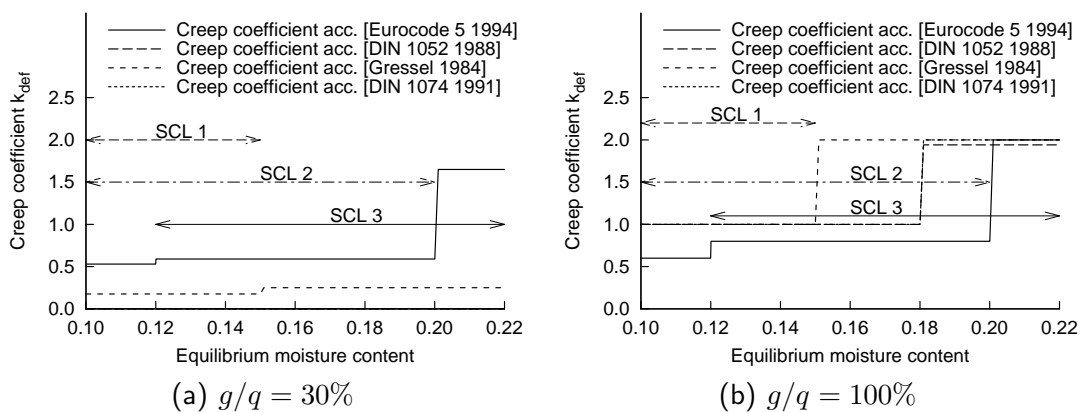 Creep coefficient acc. [Eurocode 5 1994]
Creep coefficient acc. [DIN 1052 1988]
Creep coefficient acc. [Gressel 1984]
Creep coefficient acc. [DIN 1074 1991]
Creep coefficient k_def
2.5
2.0
1.5
1.0
0.5
0.0
SCL 1
SCL 2
SCL 3
0.10 0.12 0.14 0.16 0.18 0.20 0.22
Equilibrium moisture content
(a) g/q = 30%
Creep coefficient acc. [Eurocode 5 1994]
Creep coefficient acc. [DIN 1052 1988]
Creep coefficient acc. [Gressel 1984]
Creep coefficient acc. [DIN 1074 1991]
Creep coefficient k_def
2.5
2.0
1.5
1.0
0.5
0.0
SCL 1
SCL 2
SCL 3
0.10 0.12 0.14 0.16 0.18 0.20 0.22
Equilibrium moisture content
(b) g/q = 100%